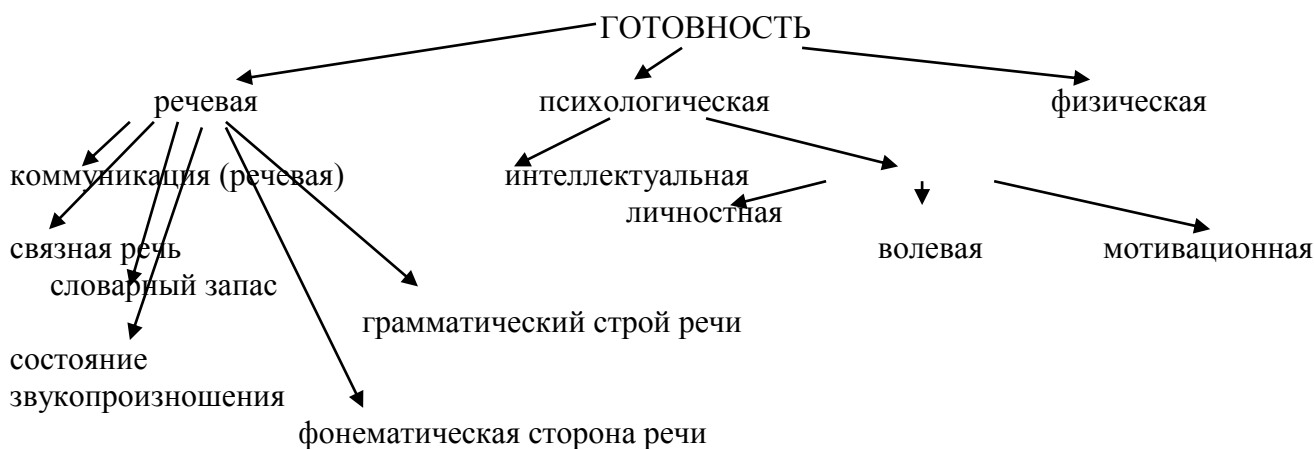 ГОТОВНОСТЬ
речевая
психологическая
физическая
коммуникация (речевая)
интеллектуальная
личностная
связная речь
волевая
мотивационная
словарный запас
грамматический строй речи
состояние
звукопроизношения
фонематическая сторона речи